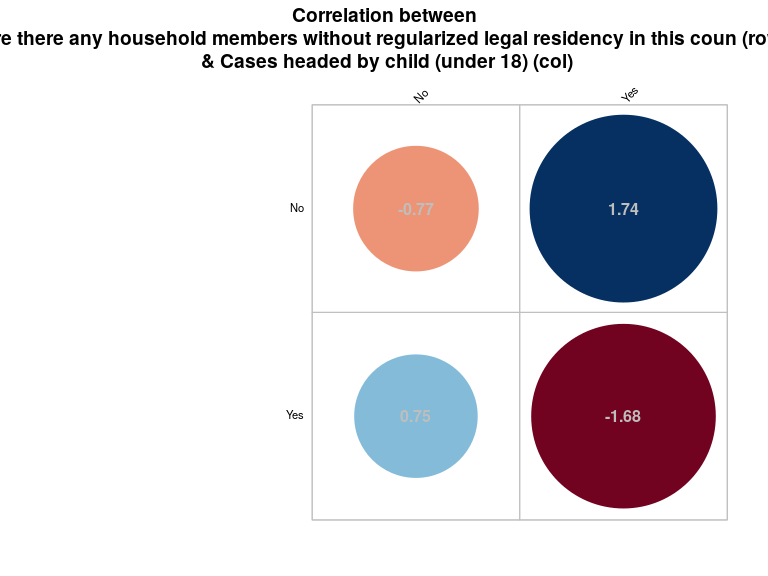 Correlation between
re there any household members without regularized legal residency in this coun (ro
& Cases headed by child (under 18) (col)
No Yes
No -0.77 1.74
Yes 0.75 -1.68